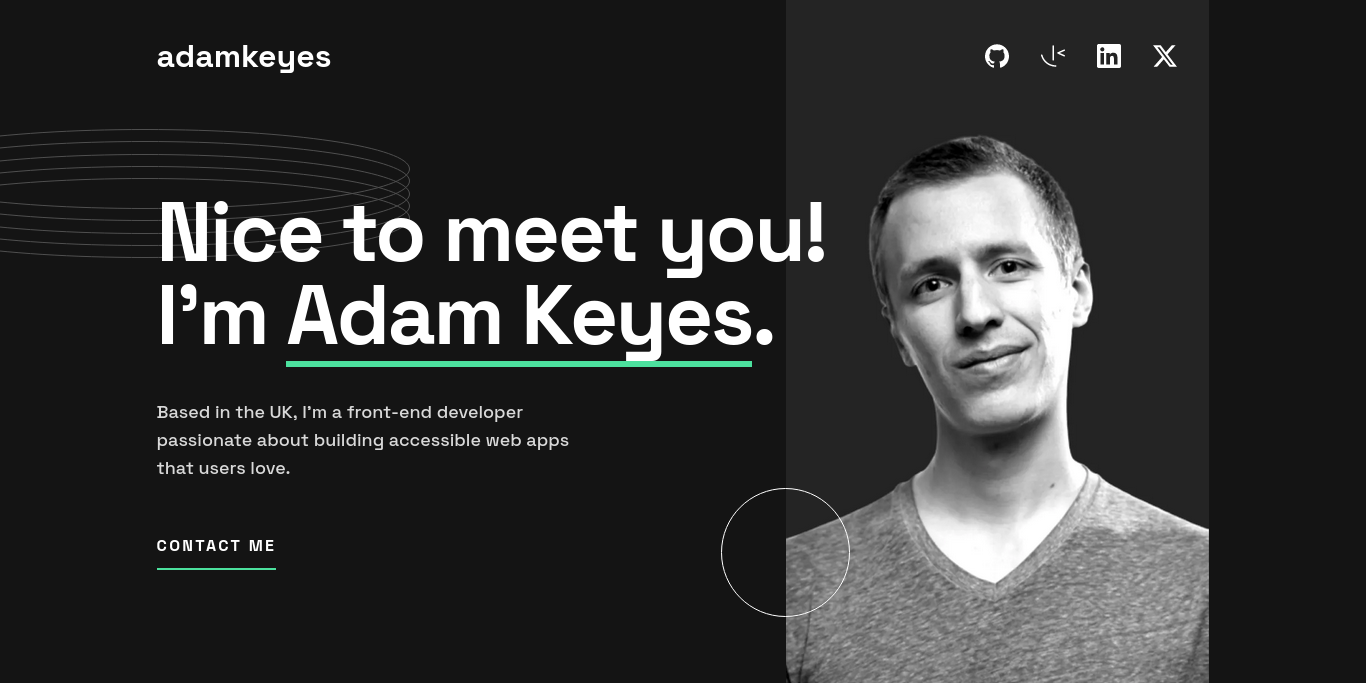 adamkeyes
Nice to meet you!
I’m Adam Keyes.
Based in the UK, I’m a front-end developer
passionate about building accessible web apps
that users love.
CONTACT ME